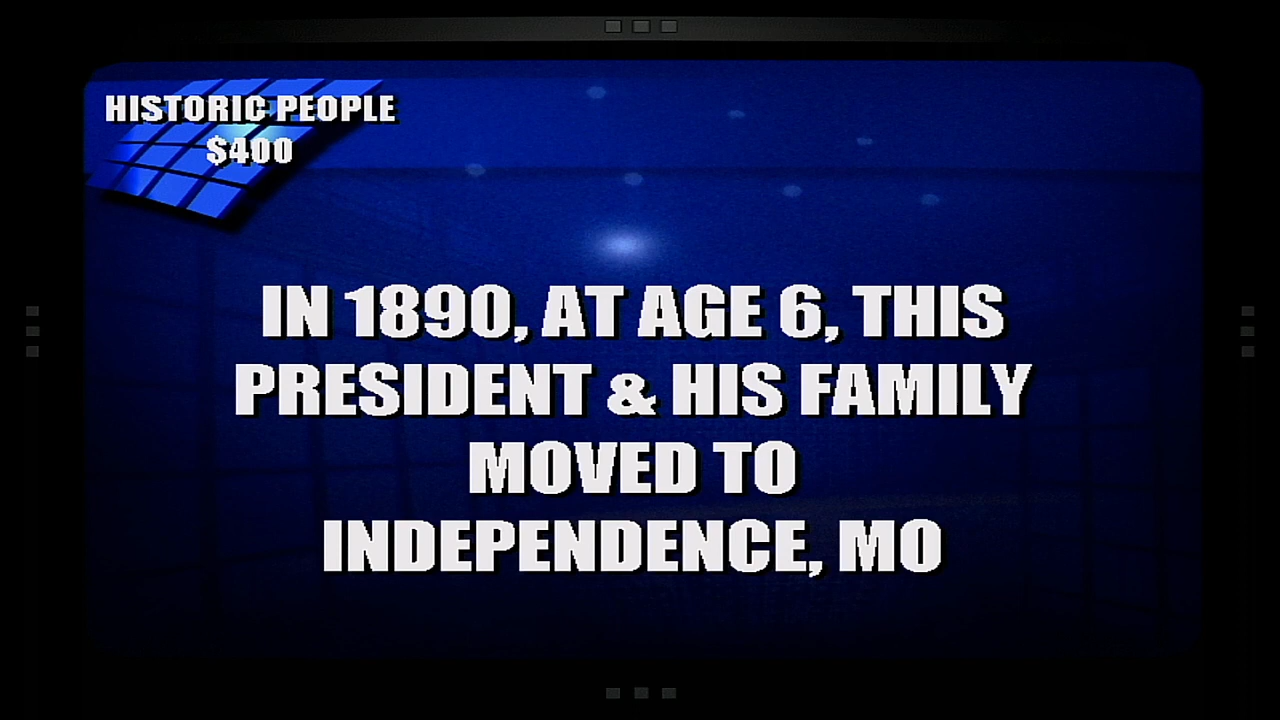 HISTORIC PEOPLE
$400
IN 1890, AT AGE 6, THIS
PRESIDENT & HIS FAMILY
MOVED TO
INDEPENDENCE, MO